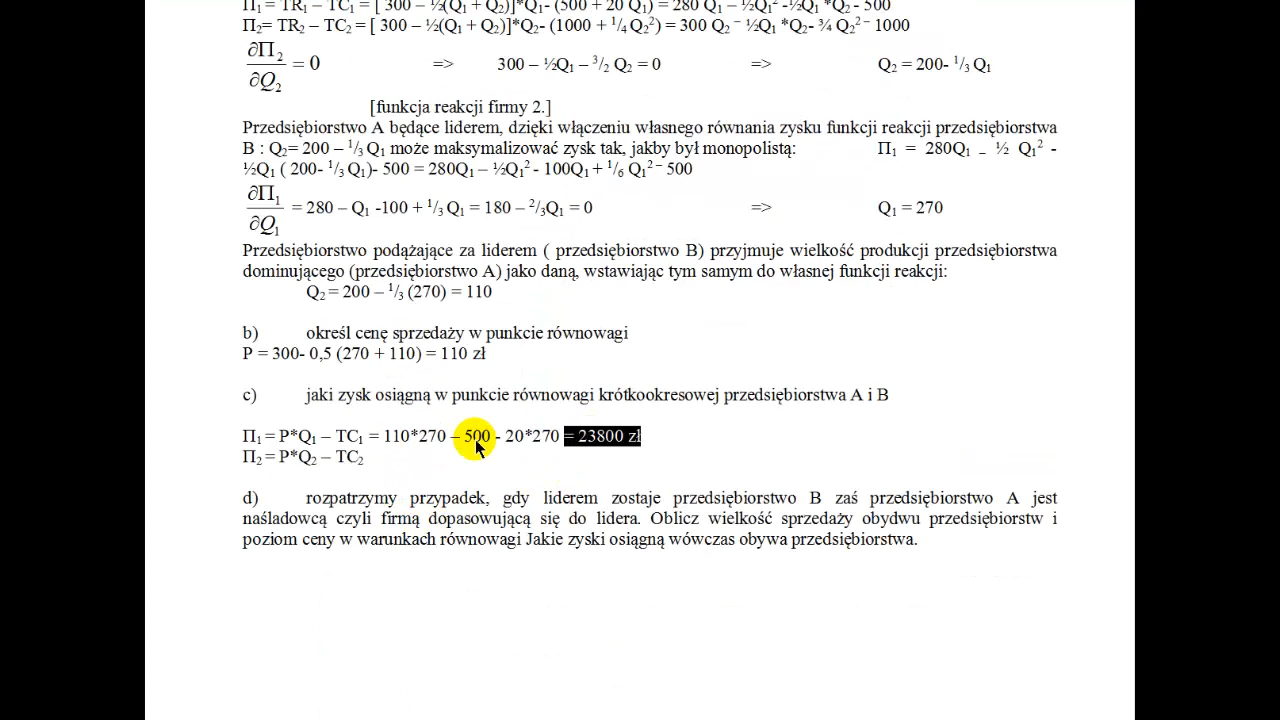 Π₁ = TR₁ – TC₁ = [ 300 – ½(Q₁ + Q₂)]*Q₁- (500 + 20 Q₁) = 280 Q₁ – ½Q₁² -½Q₁ *Q₂ - 500
Π₂= TR₂ – TC₂ = [ 300 – ½(Q₁ + Q₂)]*Q₂- (1000 + ¹/₄ Q₂²) = 300 Q₂ – ½Q₁ *Q₂- ¾ Q₂² – 1000
∂Π₂/∂Q₂ = 0 => 300 – ½Q₁ – ³/₂ Q₂ = 0 => Q₂ = 200- ¹/₃ Q₁
[funkcja reakcji firmy 2.]
Przedsiębiorstwo A będące liderem, dzięki włączeniu własnego równania zysku funkcji reakcji przedsiębiorstwa
B : Q₂= 200 – ¹/₃ Q₁ może maksymalizować zysk tak, jakby był monopolistą: Π₁ = 280Q₁ – ½ Q₁² -
½Q₁ ( 200- ¹/₃ Q₁)- 500 = 280Q₁ – ½Q₁² - 100Q₁ + ¹/₆ Q₁² – 500
∂Π₁/∂Q₁ = 280 – Q₁ -100 + ¹/₃ Q₁ = 180 – ²/₃Q₁ = 0 => Q₁ = 270
Przedsiębiorstwo podążające za liderem ( przedsiębiorstwo B) przyjmuje wielkość produkcji przedsiębiorstwa
dominującego (przedsiębiorstwo A) jako daną, wstawiając tym samym do własnej funkcji reakcji:
Q₂ = 200 – ¹/₃ (270) = 110
b) określ cenę sprzedaży w punkcie równowagi
P = 300- 0,5 (270 + 110) = 110 zł
c) jaki zysk osiągną w punkcie równowagi krótkookresowej przedsiębiorstwa A i B
Π₁ = P*Q₁ – TC₁ = 110*270 – 500 - 20*270 = 23800 zł
Π₂ = P*Q₂ – TC₂
d) rozpatrzymy przypadek, gdy liderem zostaje przedsiębiorstwo B zaś przedsiębiorstwo A jest
naśladowcą czyli firmą dopasowującą się do lidera. Oblicz wielkość sprzedaży obydwu przedsiębiorstw i
poziom ceny w warunkach równowagi Jakie zyski osiągną wówczas obywa przedsiębiorstwa.